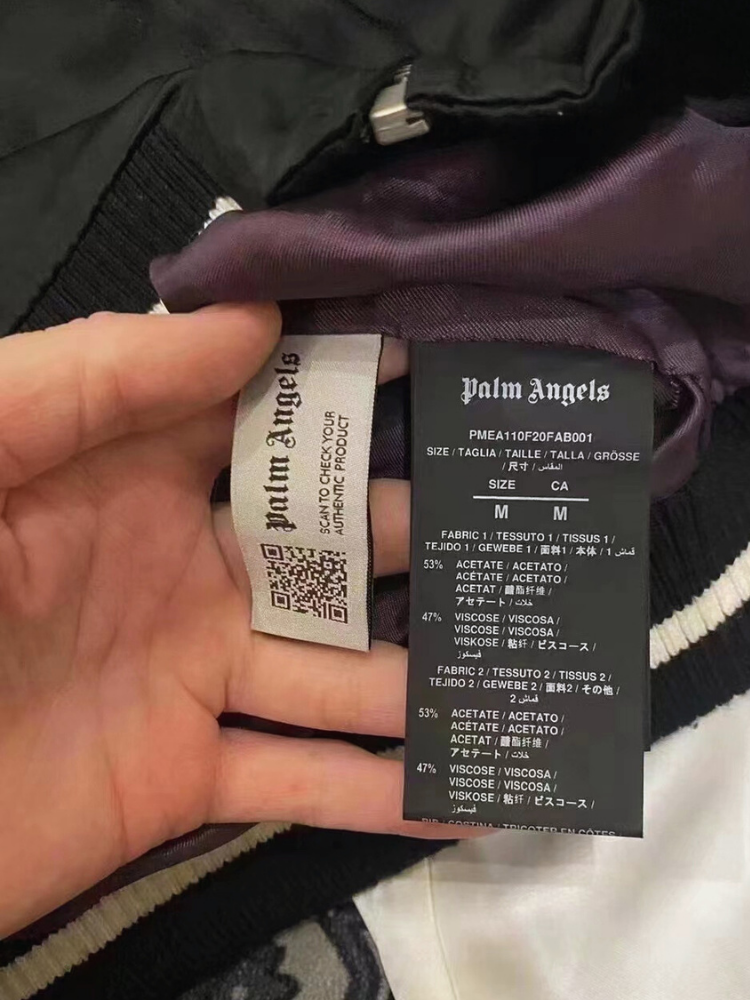 Palm Angels
SCAN TO CHECK YOUR
AUTHENTIC PRODUCT
Palm Angels
PMEA110F20FAB001
SIZE / TAGLIA / TAILLE / TALLA / GRÖSSE
/ 尺寸 / المقاس
SIZE CA
M M
FABRIC 1 / TESSUTO 1 / TISSUS 1 /
TEJIDO 1 / GEWEBE 1 / 面料1 / 本体 / قماش 1
53% ACETATE / ACETATO /
ACÉTATE / ACETATO /
ACETAT / 醋酯纤维 /
アセテート / خلات
47% VISCOSE / VISCOSA /
VISCOSE / VISCOSA /
VISKOSE / 粘纤 / ビスコース /
فيسكوز
FABRIC 2 / TESSUTO 2 / TISSUS 2 /
TEJIDO 2 / GEWEBE 2 / 面料2 / その他 /
قماش 2
53% ACETATE / ACETATO /
ACÉTATE / ACETATO /
ACETAT / 醋酯纤维 /
アセテート / خلات
47% VISCOSE / VISCOSA /
VISCOSE / VISCOSA /
VISKOSE / 粘纤 / ビスコース /
فيسكوز
RIB / COSTINA / TRICOTER EN CÔTES